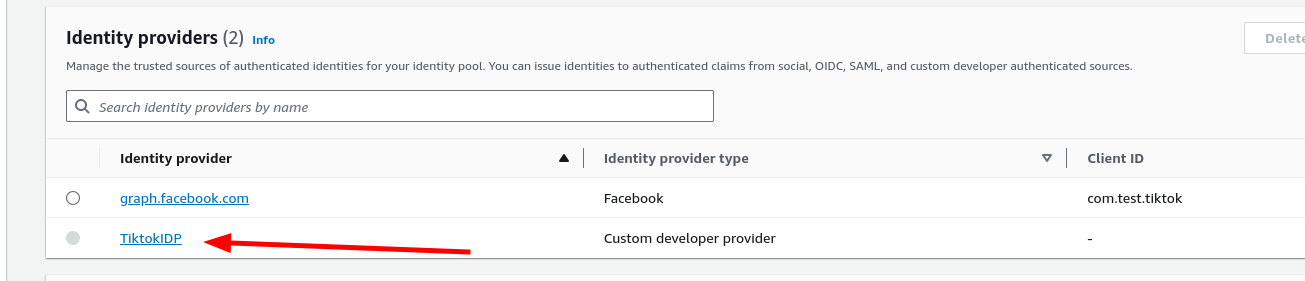 Identity providers (2) Info
Delete
Manage the trusted sources of authenticated identities for your identity pool. You can issue identities to authenticated claims from social, OIDC, SAML, and custom developer authenticated sources.
Search identity providers by name
Identity provider Identity provider type Client ID
graph.facebook.com Facebook com.test.tiktok
TiktokIDP Custom developer provider -